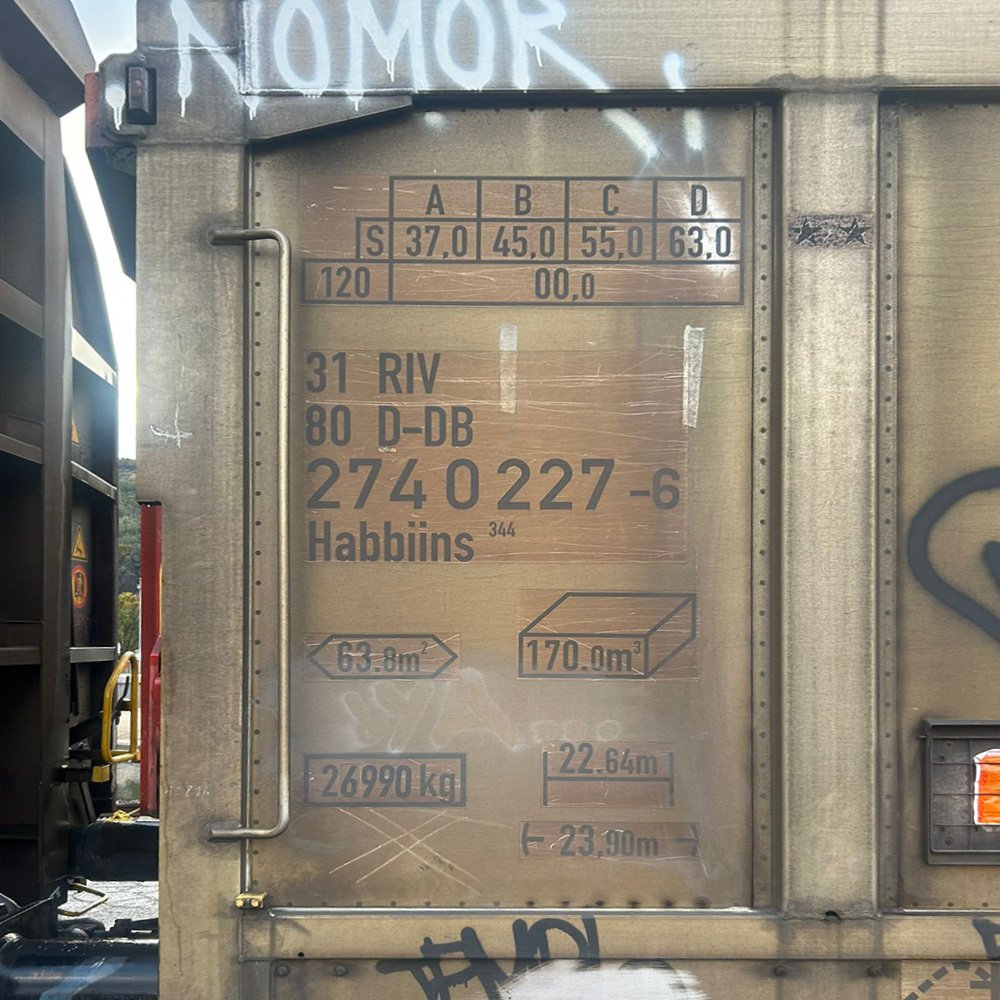 NOMOR
A B C D
S 37,0 45,0 55,0 63,0
120 00,0
31 RIV
80 D-DB
274 0 227-6
Habbiins 344
63.8m²
170.0m³
26990 kg
22.64m
23,90m